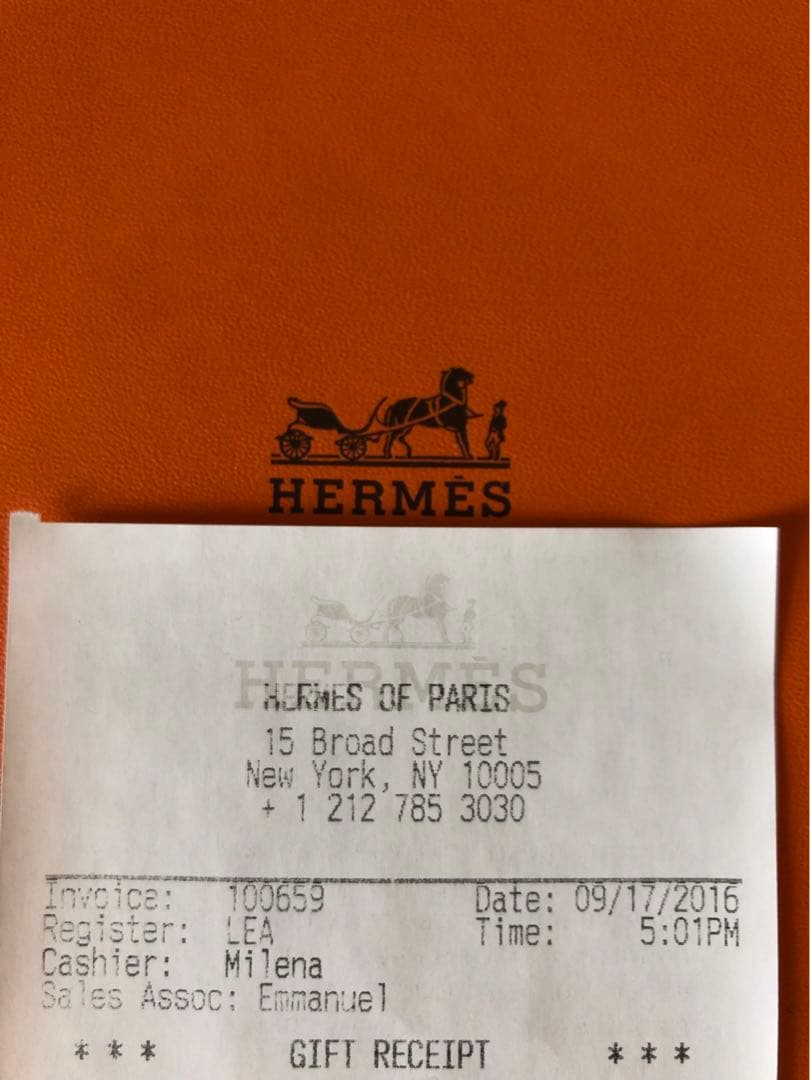 HERMÈS
HERMÈS
HERMES OF PARIS
15 Broad Street
New York, NY 10005
+ 1 212 785 3030
Invoice: 100659 Date: 09/17/2016
Register: LEA Time: 5:01PM
Cashier: Milena
Sales Assoc: Emmanuel
* * * GIFT RECEIPT * * *